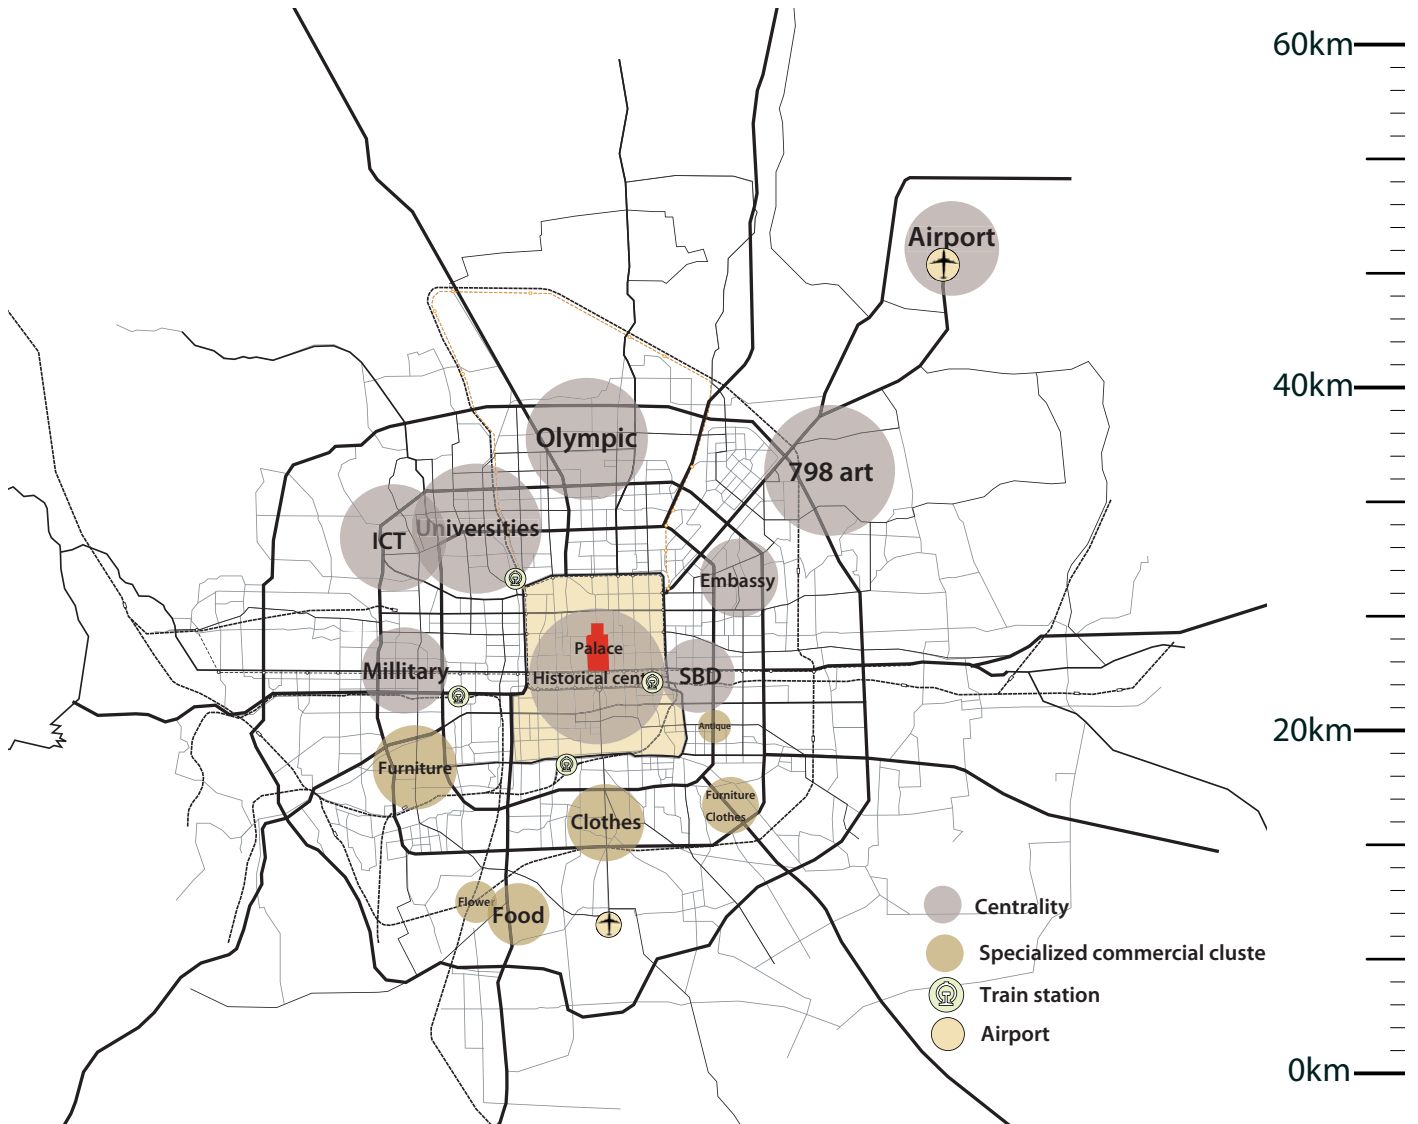 60km
Airport
40km
Olympic
798 art
Universities
ICT
Embassy
Palace
Millitary
Historical cent
SBD
Antique
20km
Furniture
Furniture
Clothes
Clothes
Flower
Food
Centrality
Specialized commercial cluste
Train station
Airport
0km